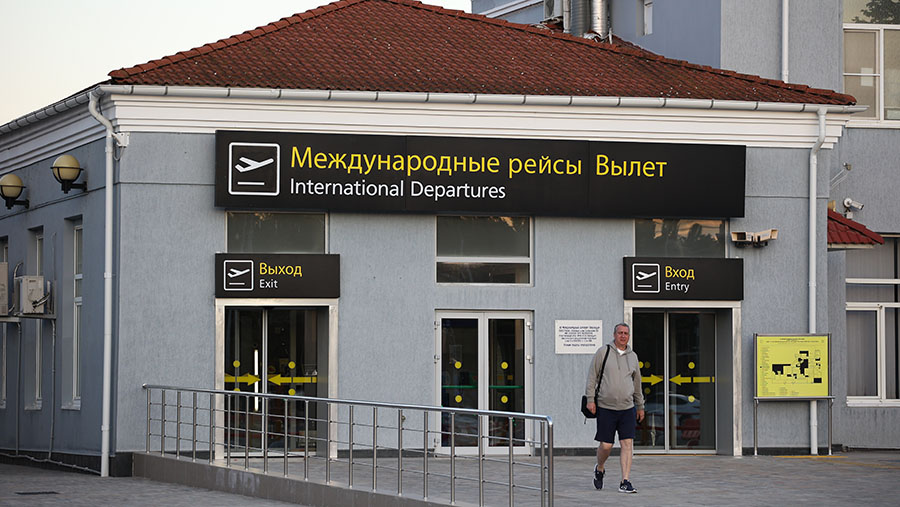 Международные рейсы Вылет
International Departures
Выход
Exit
Вход
Entry